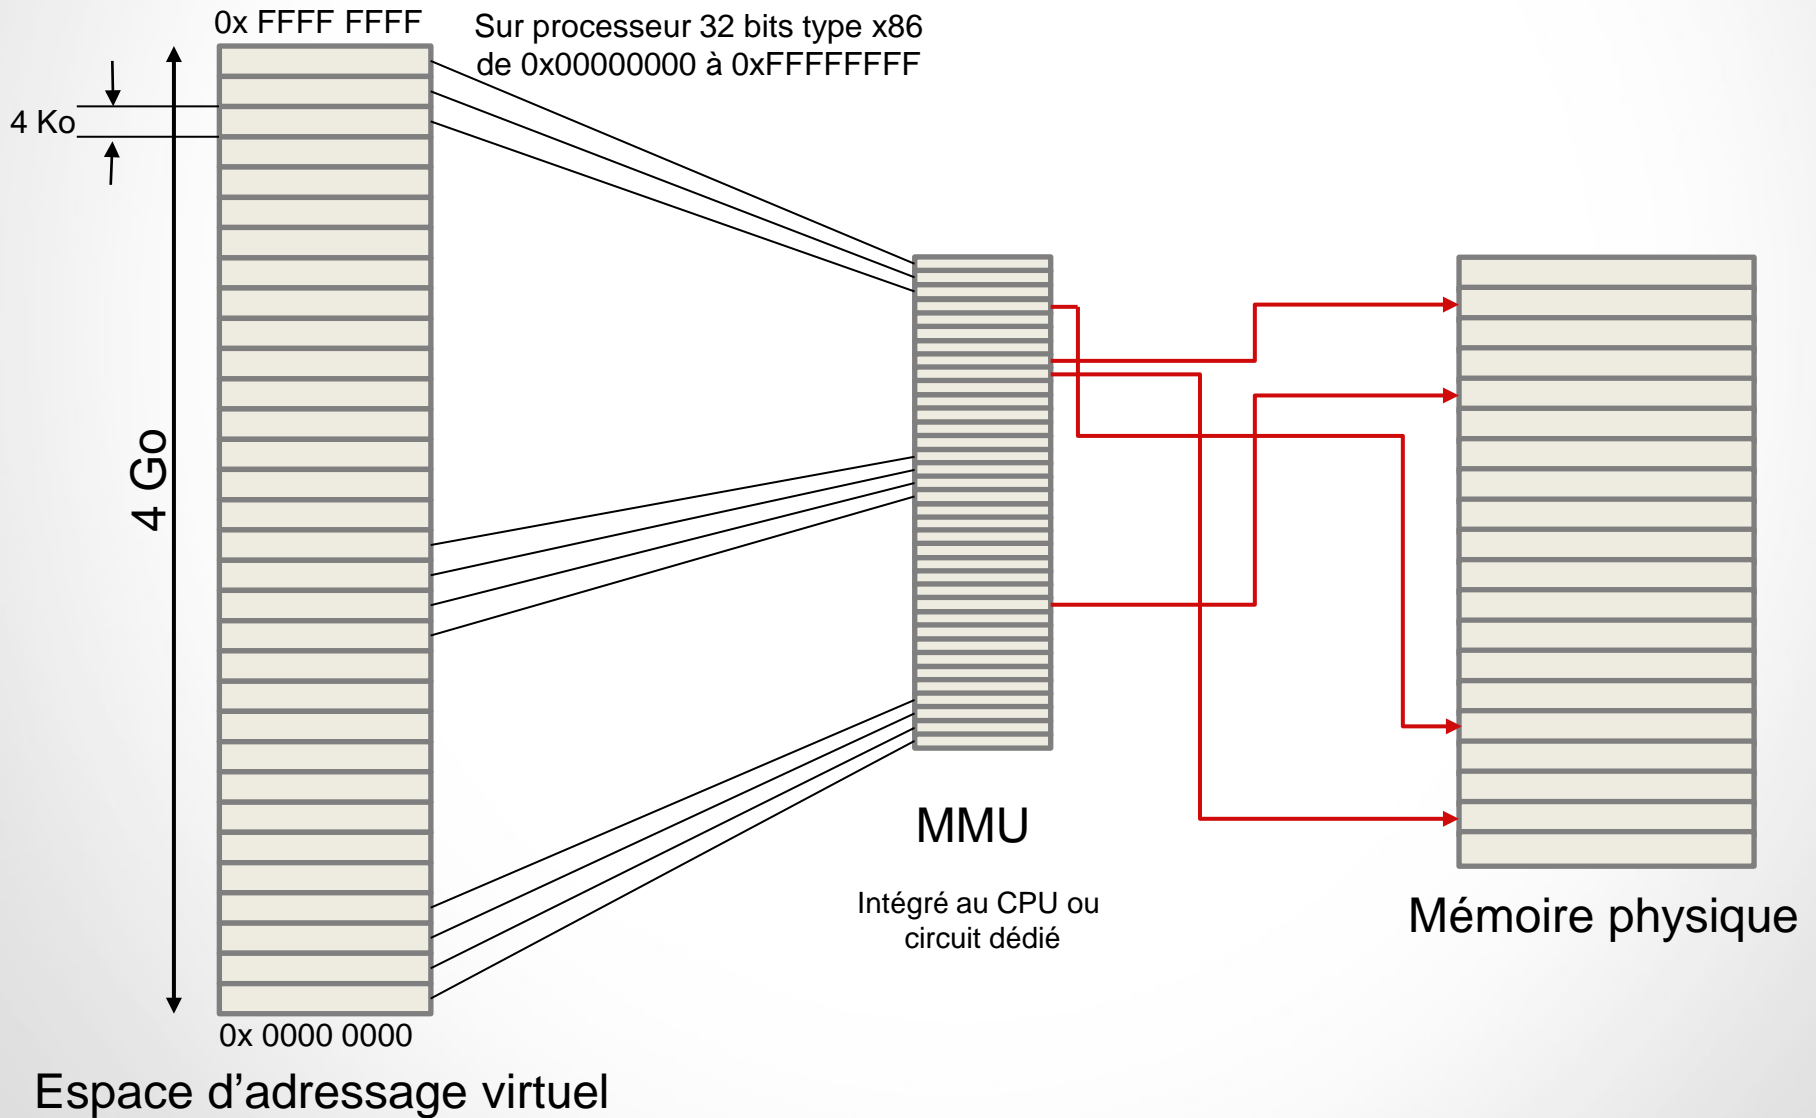 0x FFFF FFFF
Sur processeur 32 bits type x86
de 0x00000000 à 0xFFFFFFFF
4 Ko
4 Go
MMU
Intégré au CPU ou
circuit dédié
Mémoire physique
0x 0000 0000
Espace d’adressage virtuel